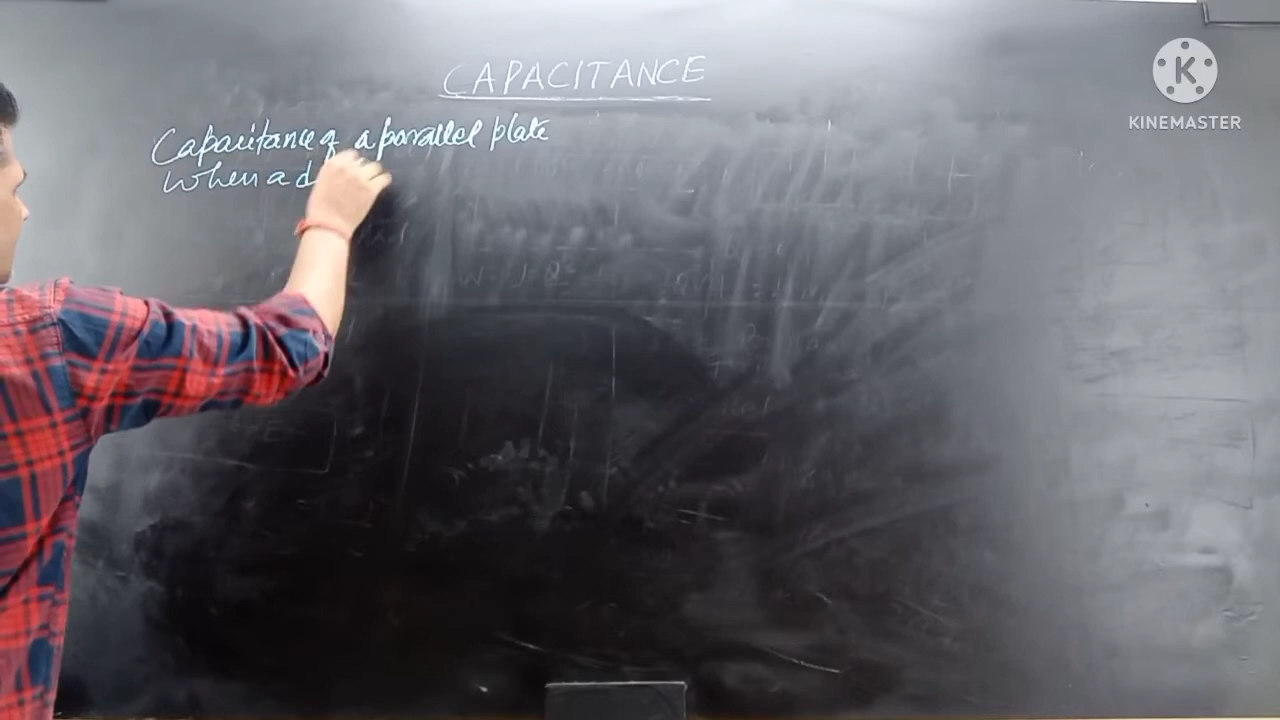 CAPACITANCE
Capacitance of a parallel plate
When a d
K
KINEMASTER